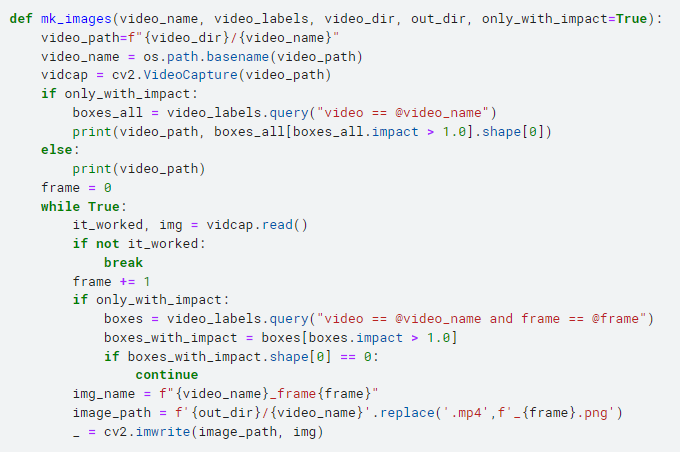 def mk_images(video_name, video_labels, video_dir, out_dir, only_with_impact=True):
    video_path=f"{video_dir}/{video_name}"
    video_name = os.path.basename(video_path)
    vidcap = cv2.VideoCapture(video_path)
    if only_with_impact:
        boxes_all = video_labels.query("video == @video_name")
        print(video_path, boxes_all[boxes_all.impact > 1.0].shape[0])
    else:
        print(video_path)
    frame = 0
    while True:
        it_worked, img = vidcap.read()
        if not it_worked:
            break
        frame += 1
        if only_with_impact:
            boxes = video_labels.query("video == @video_name and frame == @frame")
            boxes_with_impact = boxes[boxes.impact > 1.0]
            if boxes_with_impact.shape[0] == 0:
                continue
        img_name = f"{video_name}_frame{frame}"
        image_path = f'{out_dir}/{video_name}'.replace('.mp4',f'_{frame}.png')
        _ = cv2.imwrite(image_path, img)